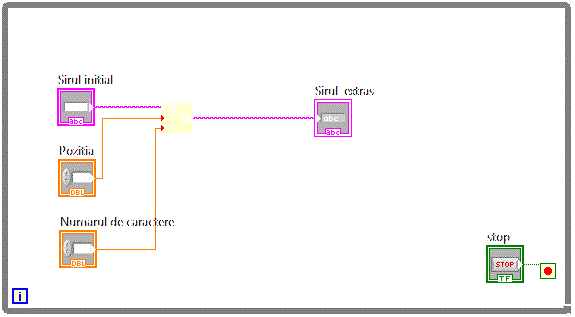 Sirul initial
abc
Sirul extras
abc
abc
Pozitia
DBL
Numarul de caractere
DBL
stop
STOP
TF
i